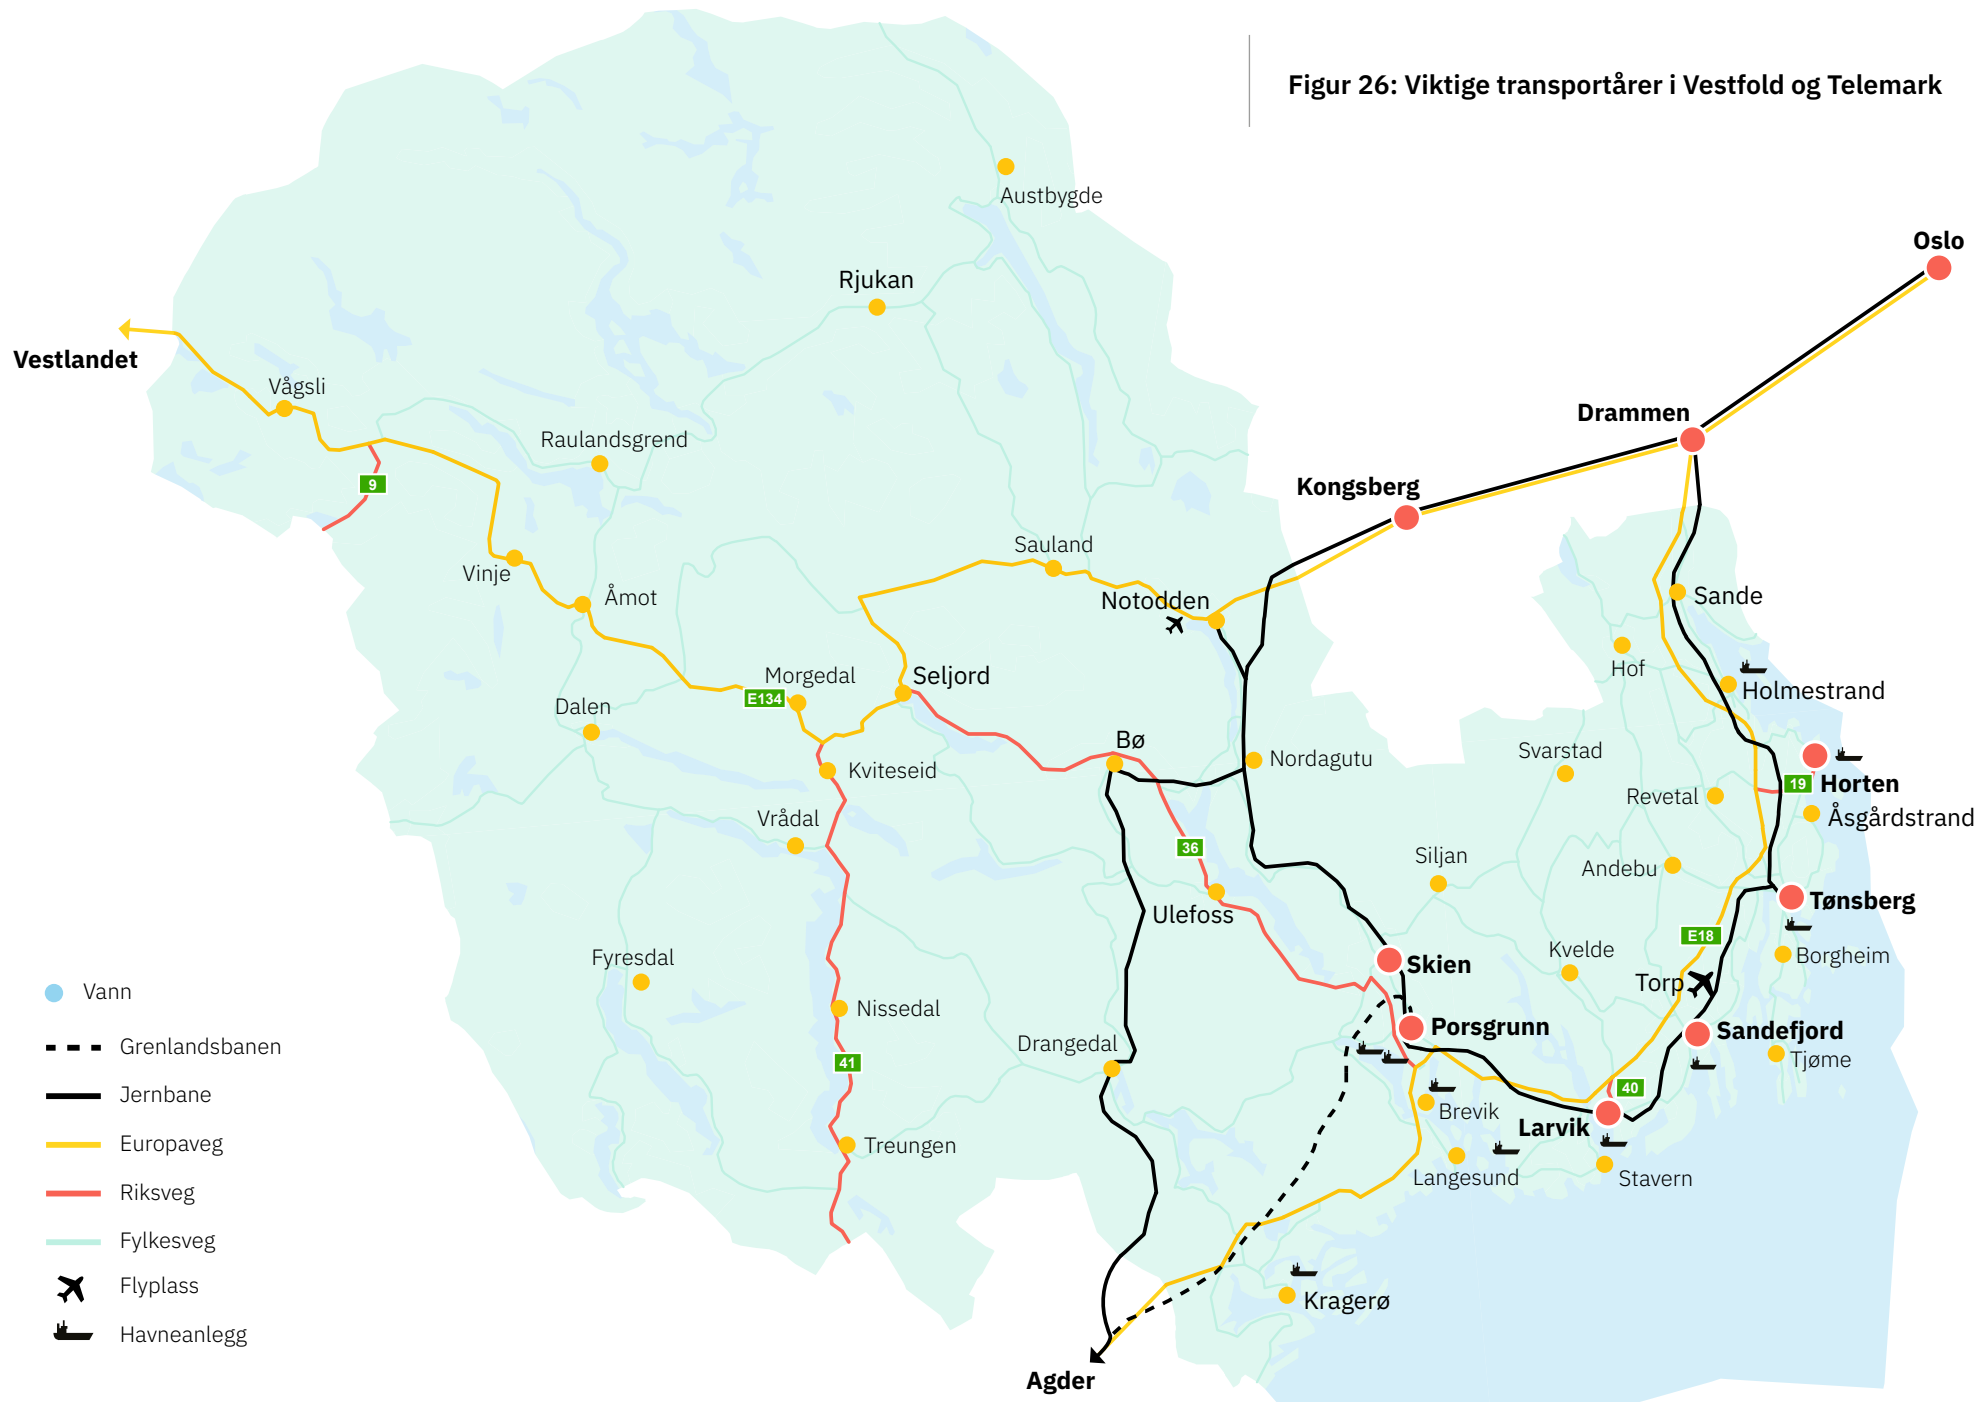 Figur 26: Viktige transportårer i Vestfold og Telemark
Austbygde
Oslo
Rjukan
Vestlandet
Vågsli
Drammen
Raulandsgrend
9
Kongsberg
Sauland
Vinje
Åmot
Notodden
Sande
Hof
Morgedal
Seljord
E134
Holmestrand
Dalen
Bø
Svarstad
Nordagutu
Kviteseid
19
Horten
Revetal
Åsgårdstrand
Vrådal
36
Siljan
Andebu
Ulefoss
Tønsberg
E18
Fyresdal
Skien
Kvelde
Borgheim
Torp
Vann
Nissedal
Porsgrunn
Sandefjord
Grenlandsbanen
Drangedal
41
Tjøme
Jernbane
40
Brevik
Larvik
Europaveg
Treungen
Langesund
Stavern
Riksveg
Fylkesveg
Flyplass
Kragerø
Havneanlegg
Agder